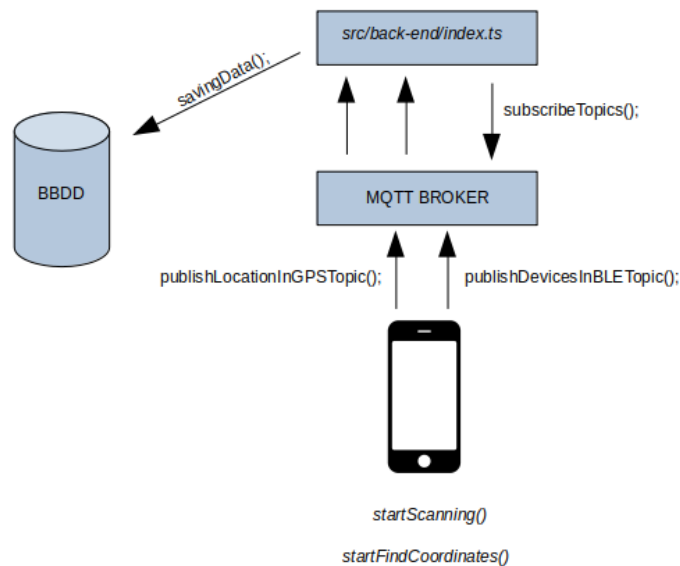 src/back-end/index.ts
savingData();
subscribeTopics();
BBDD
MQTT BROKER
publishLocationInGPSTopic();
publishDevicesInBLETopic();
startScanning()
startFindCoordinates()